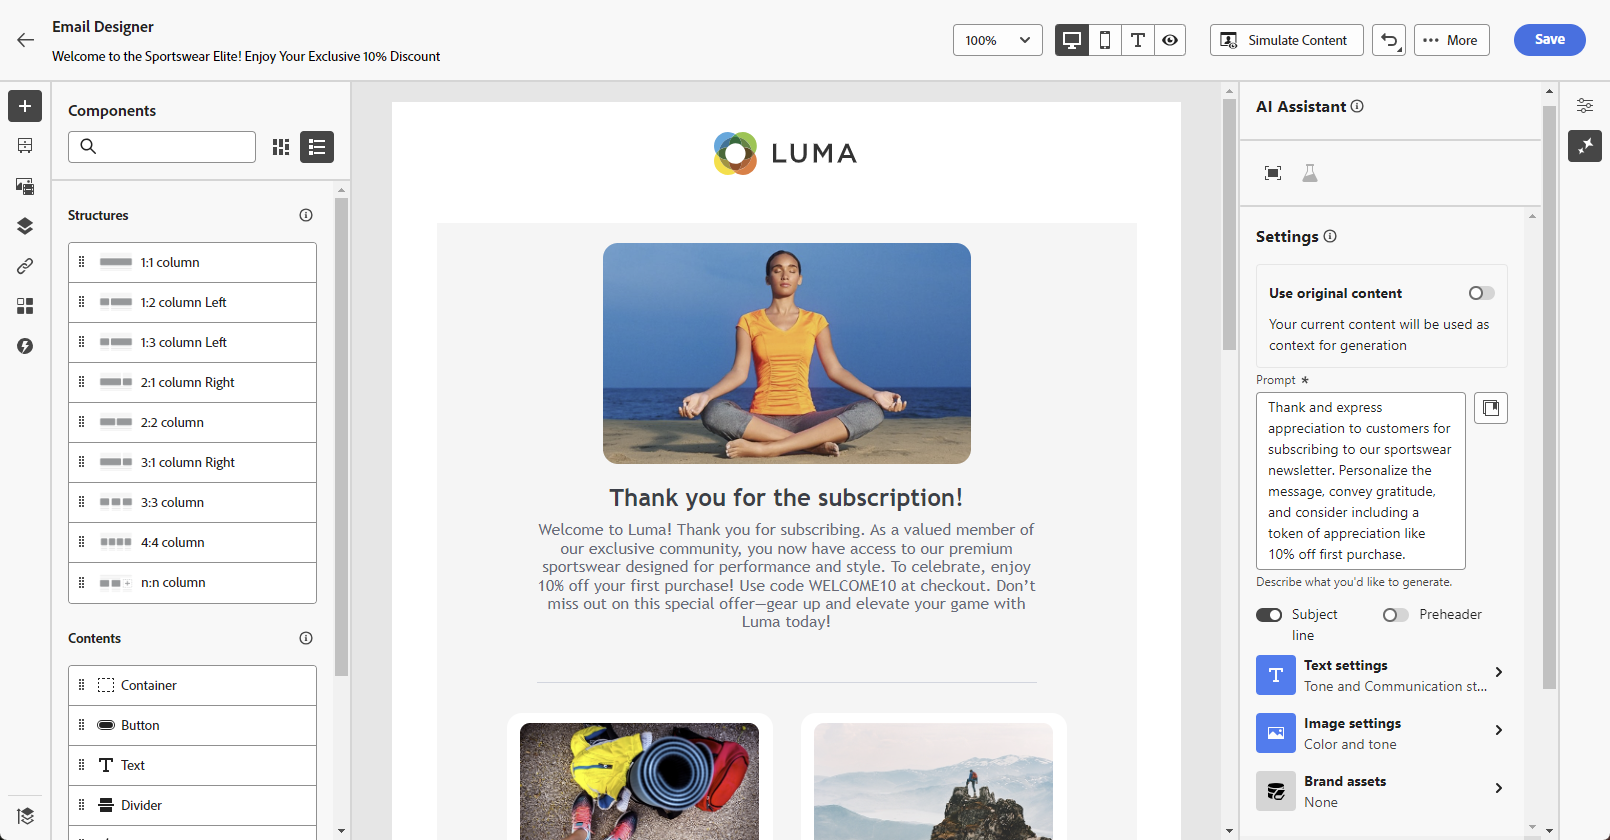 Email Designer
Welcome to the Sportswear Elite! Enjoy Your Exclusive 10% Discount
100%
Simulate Content
More
Save
Components
Structures
1:1 column
1:2 column Left
1:3 column Left
2:1 column Right
2:2 column
3:1 column Right
3:3 column
4:4 column
n:n column
Contents
Container
Button
Text
Divider
LUMA
Thank you for the subscription!
Welcome to Luma! Thank you for subscribing. As a valued member of
our exclusive community, you now have access to our premium
sportswear designed for performance and style. To celebrate, enjoy
10% off your first purchase! Use code WELCOME10 at checkout. Don’t
miss out on this special offer—gear up and elevate your game with
Luma today!
AI Assistant
Settings
Use original content
Your current content will be used as
context for generation
Prompt *
Thank and express
appreciation to customers for
subscribing to our sportswear
newsletter. Personalize the
message, convey gratitude,
and consider including a
token of appreciation like
10% off first purchase.
Describe what you'd like to generate.
Subject
line
Preheader
Text settings
Tone and Communication st...
Image settings
Color and tone
Brand assets
None